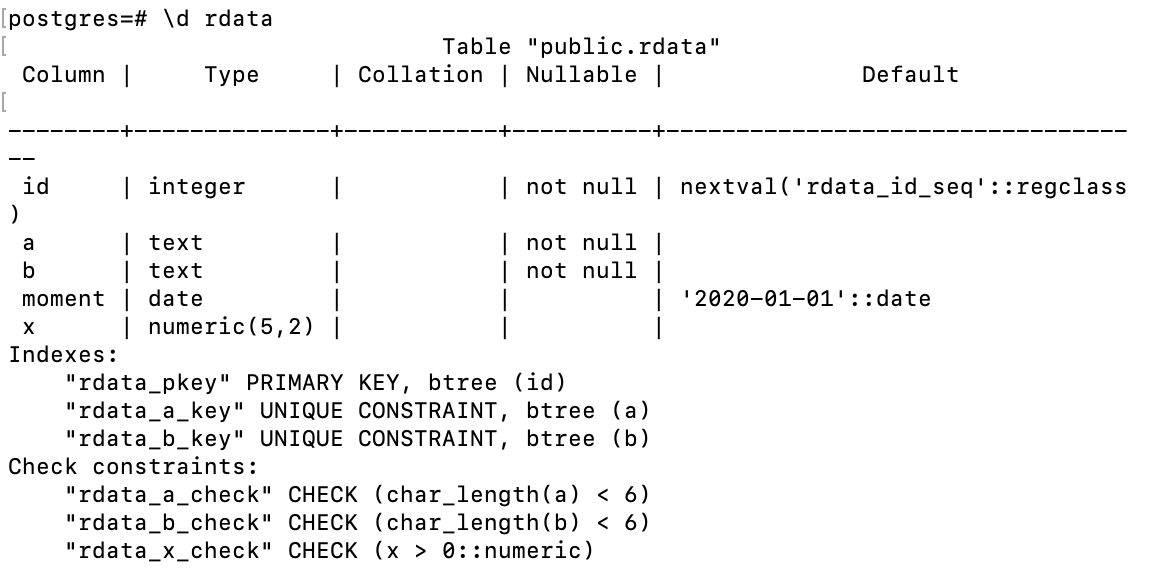 [postgres=# \d rdata
[                               Table "public.rdata"
 Column |     Type     | Collation | Nullable |              Default
[
--------+--------------+-----------+----------+---------------------------------
--
 id     | integer      |           | not null | nextval('rdata_id_seq'::regclass
)
 a      | text         |           | not null |
 b      | text         |           | not null |
 moment | date         |           |          | '2020-01-01'::date
 x      | numeric(5,2) |           |          |
Indexes:
    "rdata_pkey" PRIMARY KEY, btree (id)
    "rdata_a_key" UNIQUE CONSTRAINT, btree (a)
    "rdata_b_key" UNIQUE CONSTRAINT, btree (b)
Check constraints:
    "rdata_a_check" CHECK (char_length(a) < 6)
    "rdata_b_check" CHECK (char_length(b) < 6)
    "rdata_x_check" CHECK (x > 0::numeric)